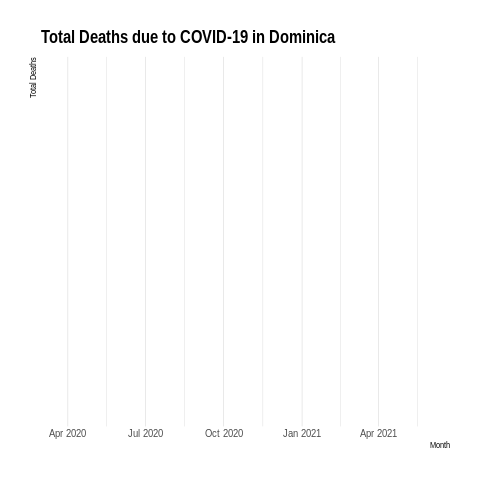 Total Deaths due to COVID-19 in Dominica
Total Deaths
Apr 2020 Jul 2020 Oct 2020 Jan 2021 Apr 2021
Month